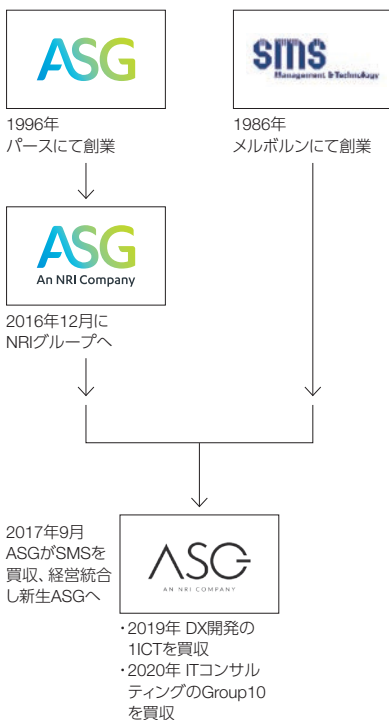 ASG
1996年
パースにて創業
sms
Management & Technology
1986年
メルボルンにて創業
ASG
An NRI Company
2016年12月に
NRIグループへ
2017年9月
ASGがSMSを
買収、経営統合
し新生ASGへ
ASG
AN NRI COMPANY
・2019年 DX開発の
1ICTを買収
・2020年 ITコンサル
ティングのGroup10
を買収